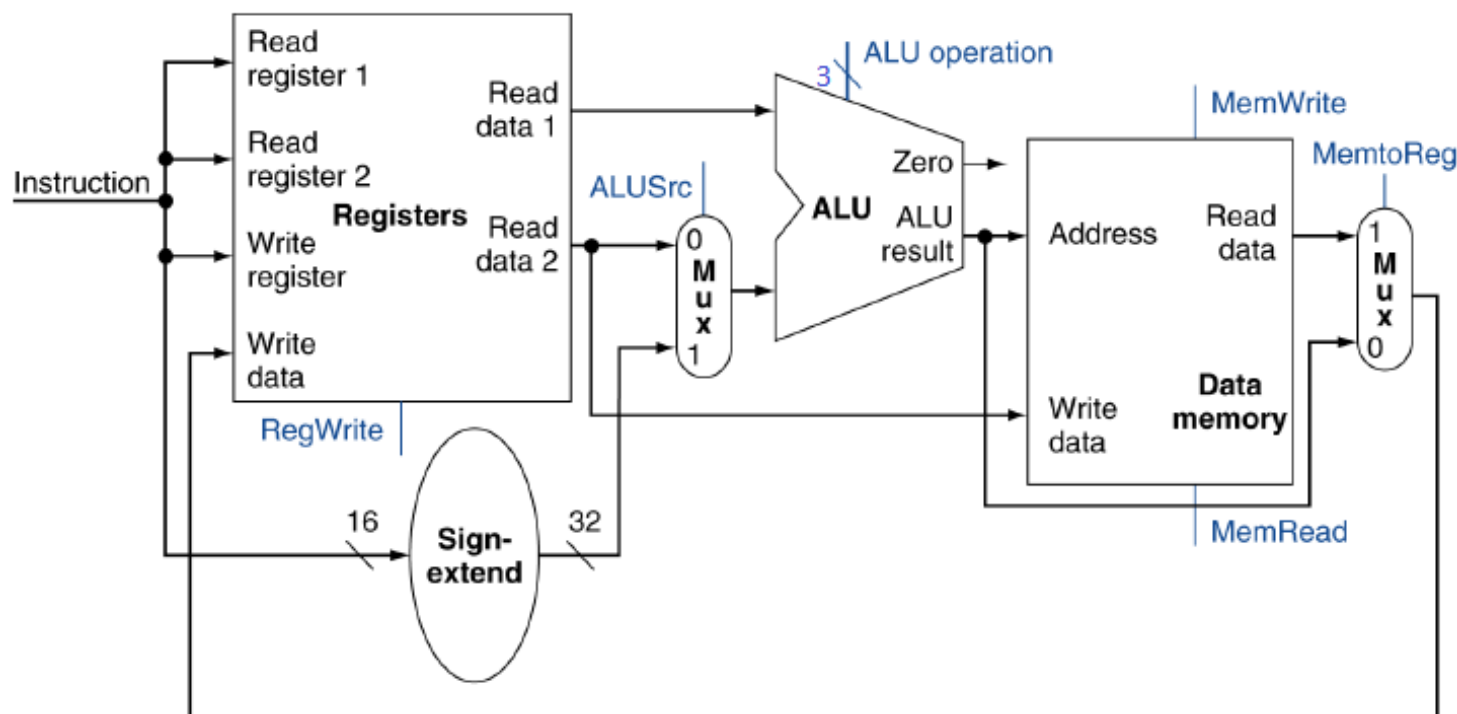 Instruction
Read
register 1
Read
register 2
Write
register
Write
data
Registers
Read
data 1
Read
data 2
RegWrite
16
Sign-
extend
32
ALUSrc
0
M
u
x
1
3
ALU operation
Zero
ALU
ALU
result
MemWrite
Address
Read
data
Write
data
Data
memory
MemRead
MemtoReg
1
M
u
x
0